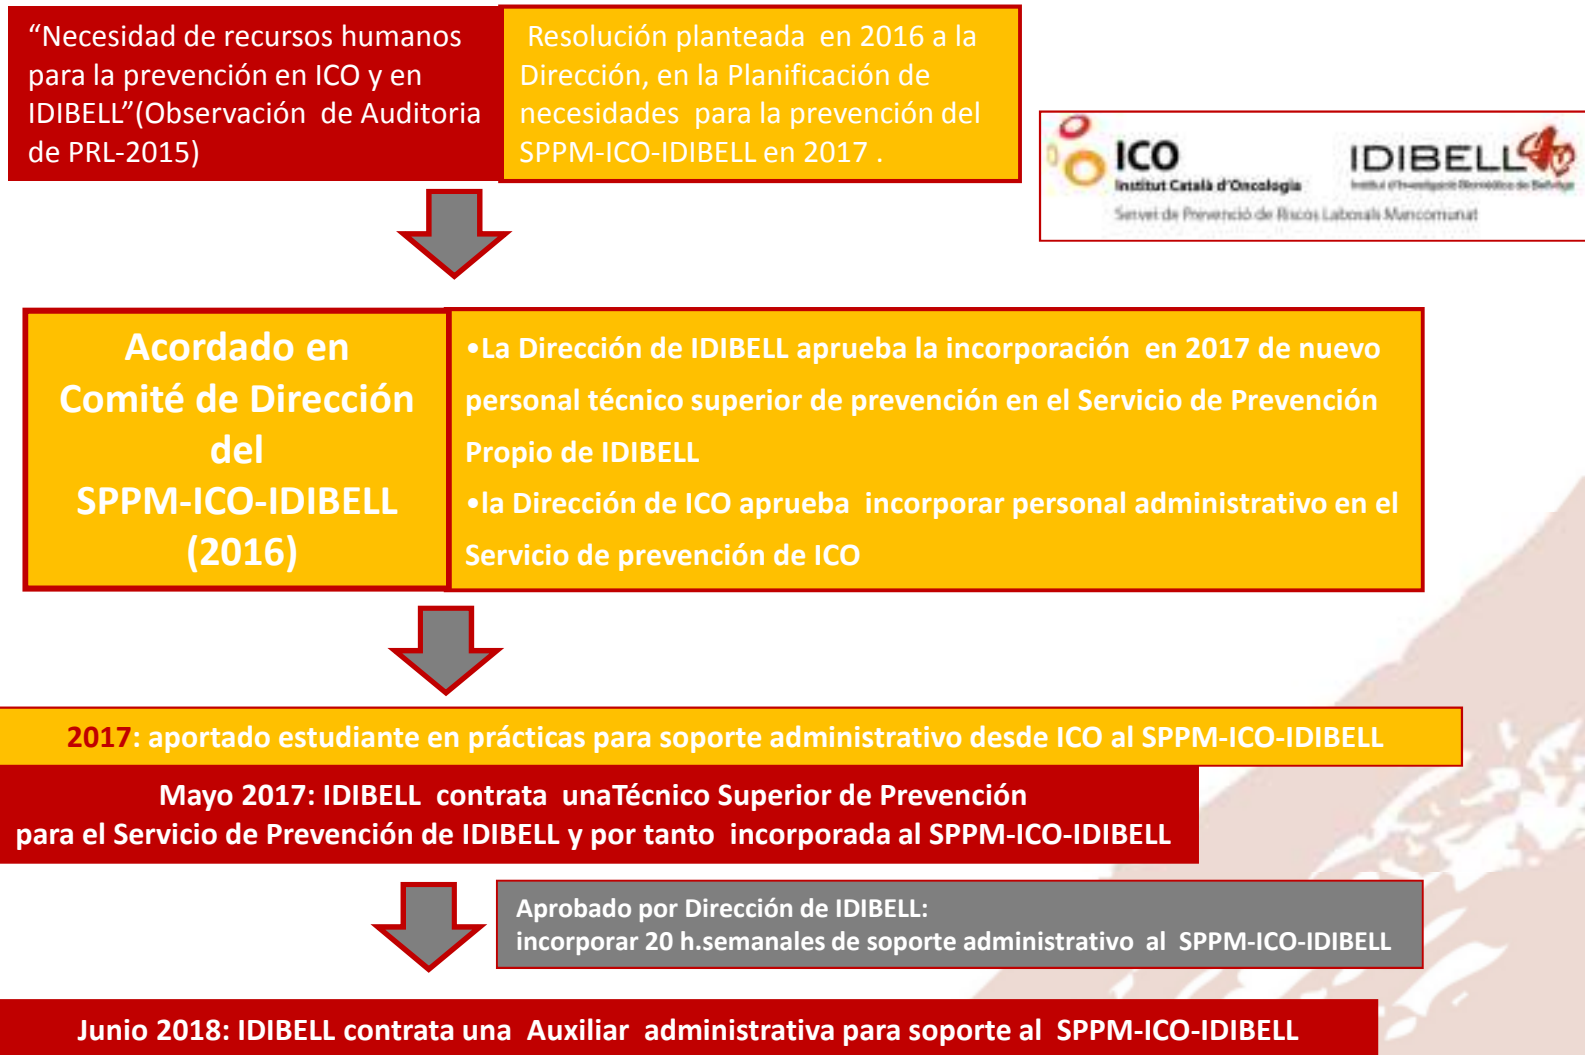 “Necesidad de recursos humanos
para la prevención en ICO y en
IDIBELL”(Observación de Auditoria
de PRL-2015)
Resolución planteada en 2016 a la
Dirección, en la Planificación de
necesidades para la prevención del
SPPM-ICO-IDIBELL en 2017 .
ICO
Institut Català d'Oncologia
IDIBELL
Institut d'Investigació Biomèdica de Bellvitge
Servei de Prevenció de Riscos Laborals Mancomunat
Acordado en
Comité de Dirección
del
SPPM-ICO-IDIBELL
(2016)
•La Dirección de IDIBELL aprueba la incorporación en 2017 de nuevo
personal técnico superior de prevención en el Servicio de Prevención
Propio de IDIBELL
•la Dirección de ICO aprueba incorporar personal administrativo en el
Servicio de prevención de ICO
2017: aportado estudiante en prácticas para soporte administrativo desde ICO al SPPM-ICO-IDIBELL
Mayo 2017: IDIBELL contrata unaTécnico Superior de Prevención
para el Servicio de Prevención de IDIBELL y por tanto incorporada al SPPM-ICO-IDIBELL
Aprobado por Dirección de IDIBELL:
incorporar 20 h.semanales de soporte administrativo al SPPM-ICO-IDIBELL
Junio 2018: IDIBELL contrata una Auxiliar administrativa para soporte al SPPM-ICO-IDIBELL